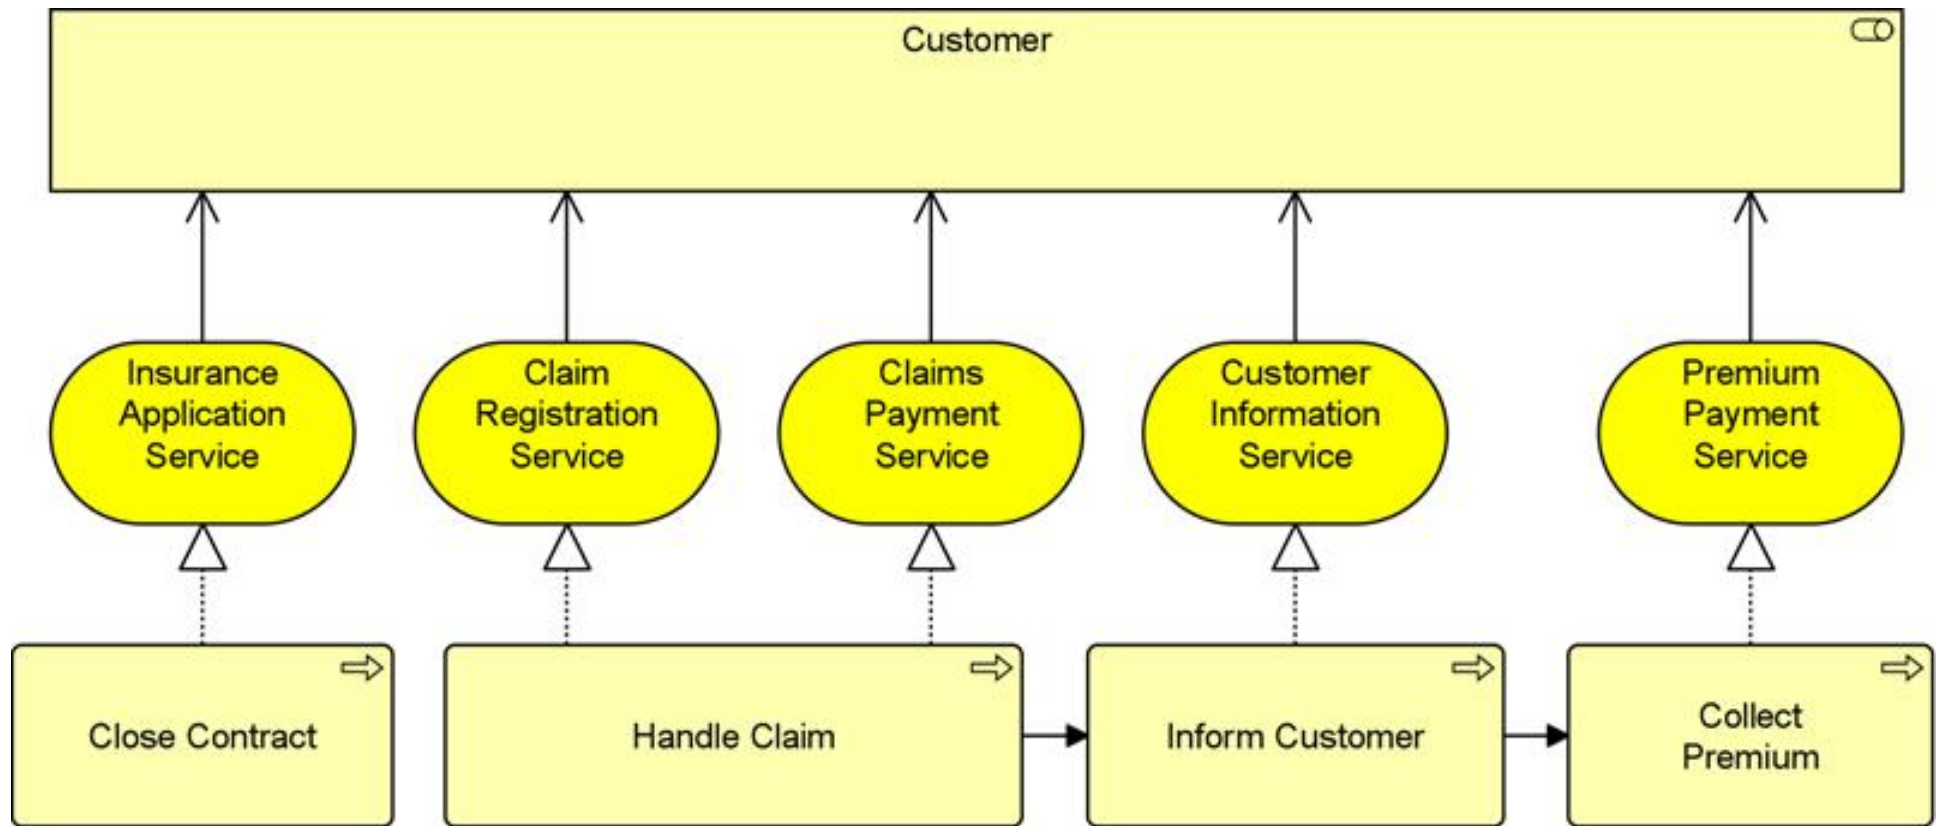 Customer
Insurance
Application
Service
Claim
Registration
Service
Claims
Payment
Service
Customer
Information
Service
Premium
Payment
Service
Close Contract
Handle Claim
Inform Customer
Collect
Premium